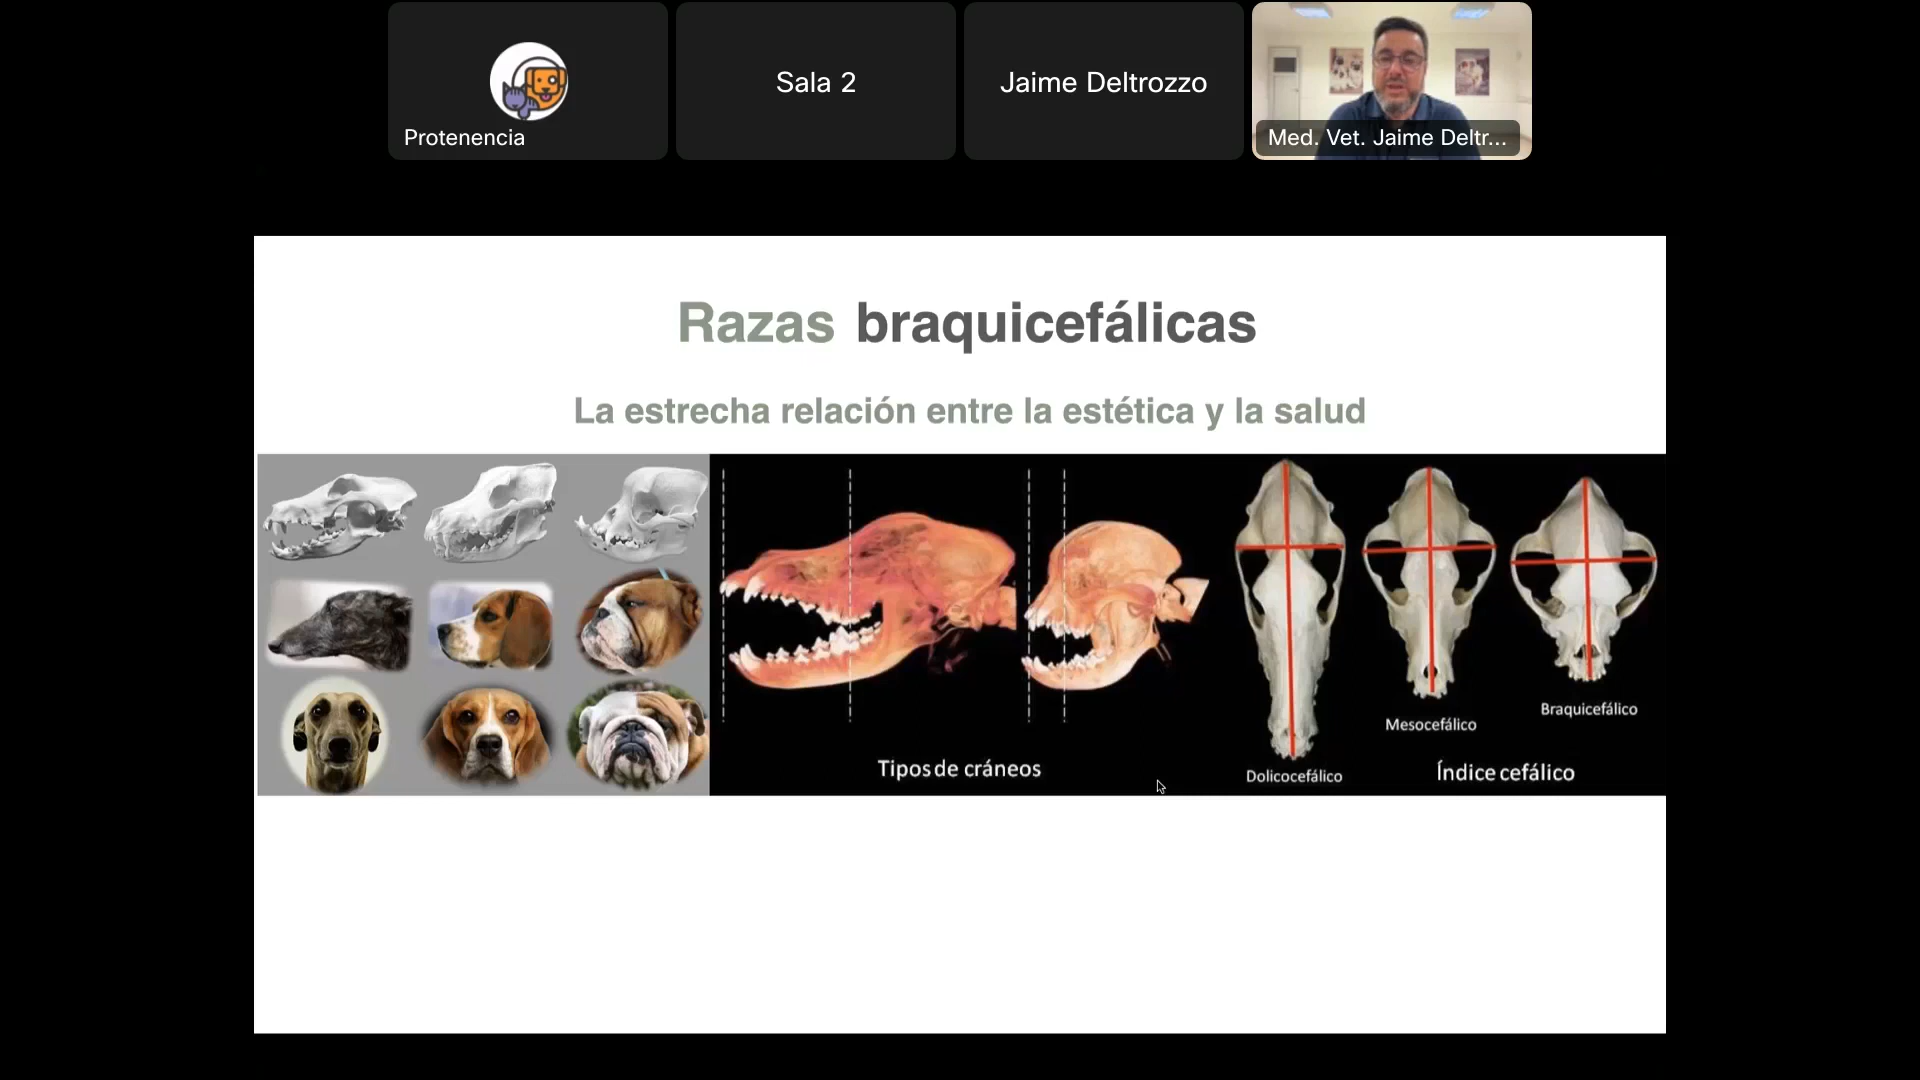 Protenencia
Sala 2
Jaime Deltrozzo
Med. Vet. Jaime Deltr...
Razas braquicefálicas
La estrecha relación entre la estética y la salud
Tipos de cráneos
Dolicocefálico
Mesocefálico
Braquicefálico
Índice cefálico